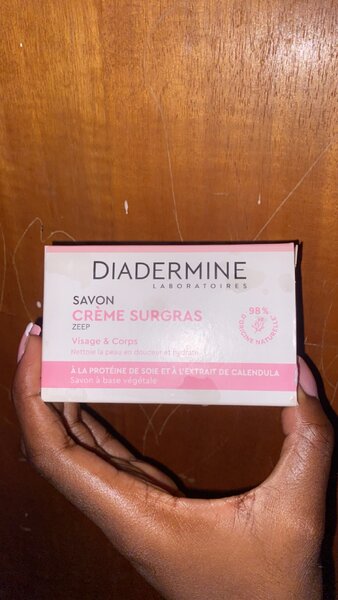 DIADERMINE
LABORATOIRES
SAVON
CRÈME SURGRAS
ZEEP
Visage & Corps
Nettoie la peau en douceur et hydrate
98%
D'ORIGINE NATURELLE
À LA PROTÉINE DE SOIE ET À L'EXTRAIT DE CALENDULA
Savon à base végétale